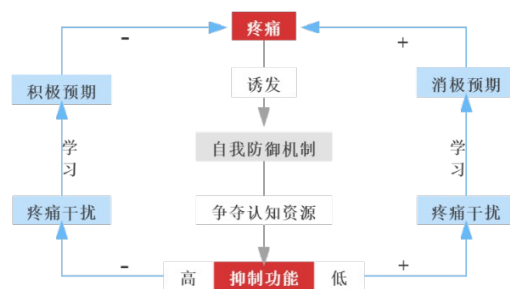 疼痛
-
+
积极预期
诱发
消极预期
学习
自我防御机制
学习
疼痛干扰
争夺认知资源
疼痛干扰
-
高
抑制功能
低
+